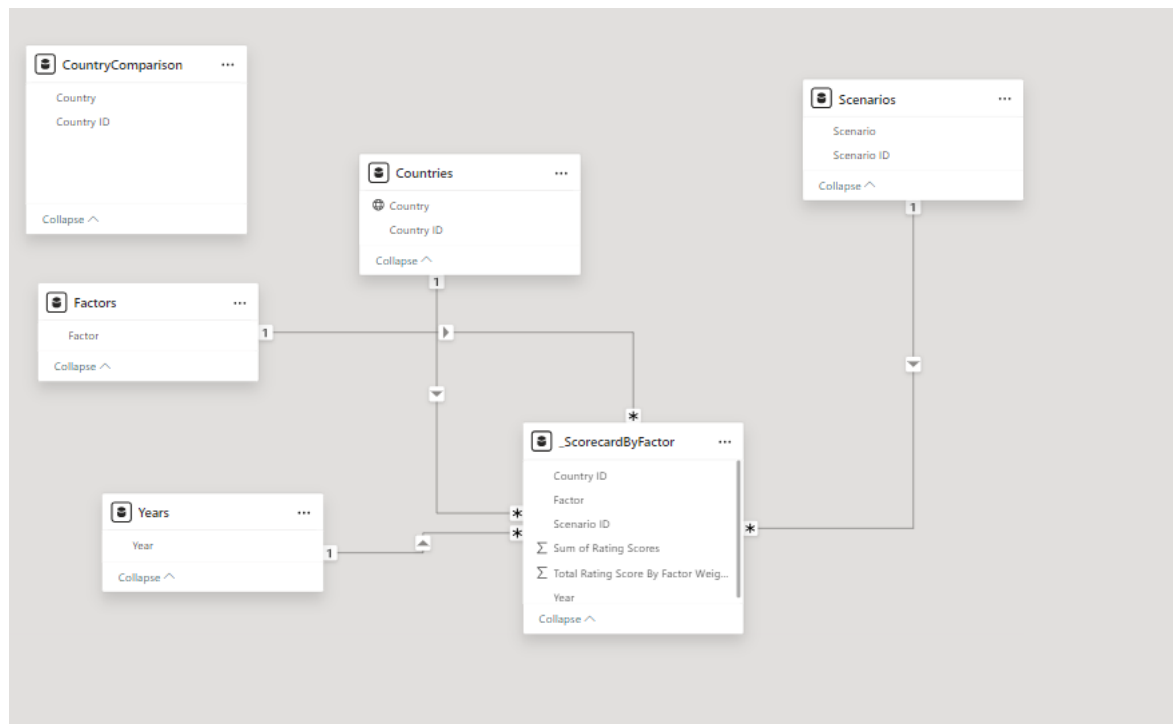 CountryComparison ...
Country
Country ID
Collapse
Scenarios ...
Scenario
Scenario ID
Collapse
1
Countries ...
Country
Country ID
Collapse
1
Factors ...
Factor
Collapse
1
*
_ScorecardByFactor ...
Country ID
Factor
Scenario ID
Σ Sum of Rating Scores
Σ Total Rating Score By Factor Weig...
Year
Collapse
*
*
*
Years ...
Year
Collapse
1